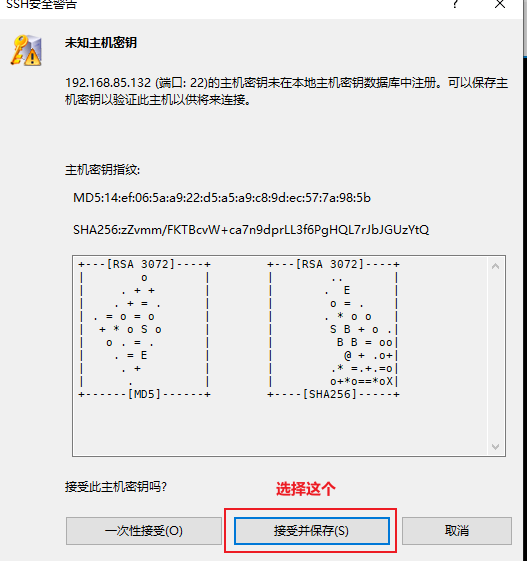 SSH安全警告
?
未知主机密钥
192.168.85.132 (端口: 22)的主机密钥未在本地主机密钥数据库中注册。可以保存主
机密钥以验证此主机以供将来连接。
主机密钥指纹:
MD5:14:ef:06:5a:a9:22:d5:a5:a9:c8:9d:ec:57:7a:98:5b
SHA256:zZvmm/FKTBcvW+ca7n9dprLL3f6PgHQL7rJbJGUzYtQ
+---[RSA 3072]----+        +---[RSA 3072]----+
|        o        |        |        ..       |
|     . + +       |        |       .  E      |
|    . + = .      |        |        o = .    |
| . = o = o       |        |       . * o o   |
|  + * o S o      |        |        S B + o .|
|   o . = .       |        |         B B = oo|
|    . = E        |        |          @ + .o+|
|     . +         |        |        .* =.+.=o|
|      .          |        |        o+*o==*oX|
+------[MD5]------+        +----[SHA256]-----+
接受此主机密钥吗?
选择这个
一次性接受(O) 接受并保存(S) 取消